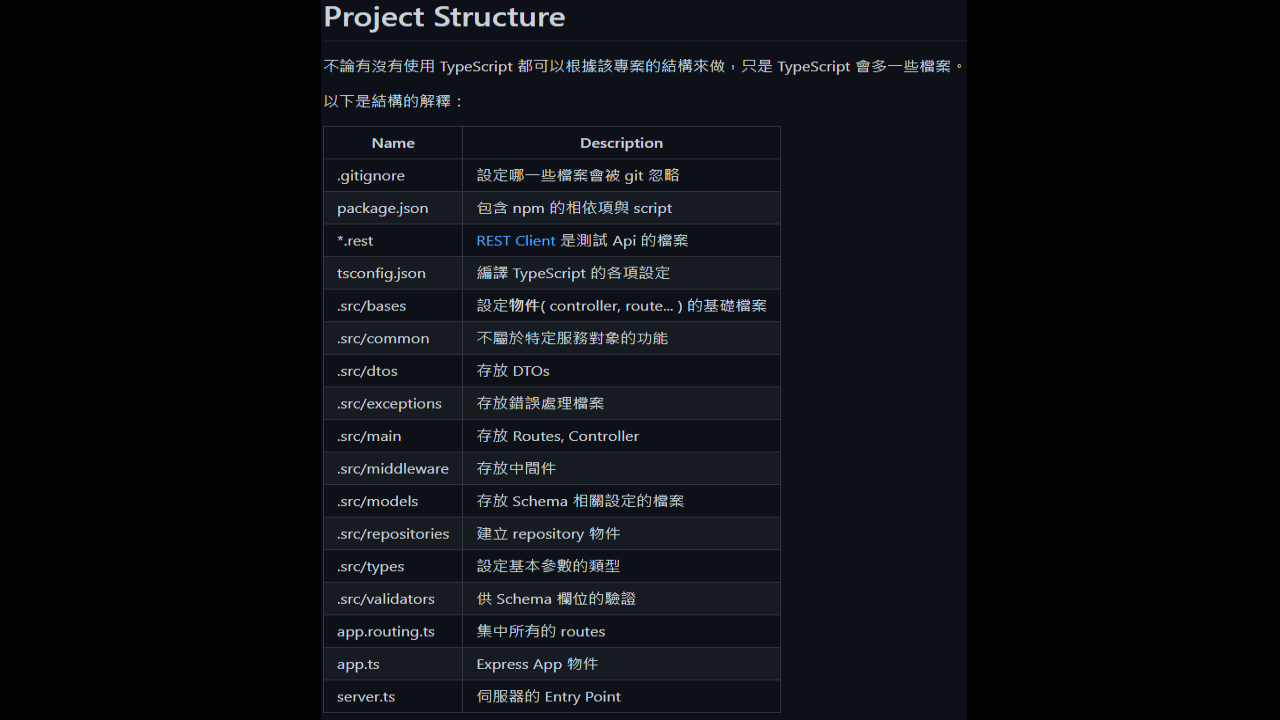 Project Structure
不論有沒有使用 TypeScript 都可以根據該專案的結構來做，只是 TypeScript 會多一些檔案。
以下是結構的解釋：
Name Description
.gitignore 設定哪一些檔案會被 git 忽略
package.json 包含 npm 的相依項與 script
*.rest REST Client 是測試 Api 的檔案
tsconfig.json 編譯 TypeScript 的各項設定
.src/bases 設定物件( controller, route... ) 的基礎檔案
.src/common 不屬於特定服務對象的功能
.src/dtos 存放 DTOs
.src/exceptions 存放錯誤處理檔案
.src/main 存放 Routes, Controller
.src/middleware 存放中間件
.src/models 存放 Schema 相關設定的檔案
.src/repositories 建立 repository 物件
.src/types 設定基本參數的類型
.src/validators 供 Schema 欄位的驗證
app.routing.ts 集中所有的 routes
app.ts Express App 物件
server.ts 伺服器的 Entry Point